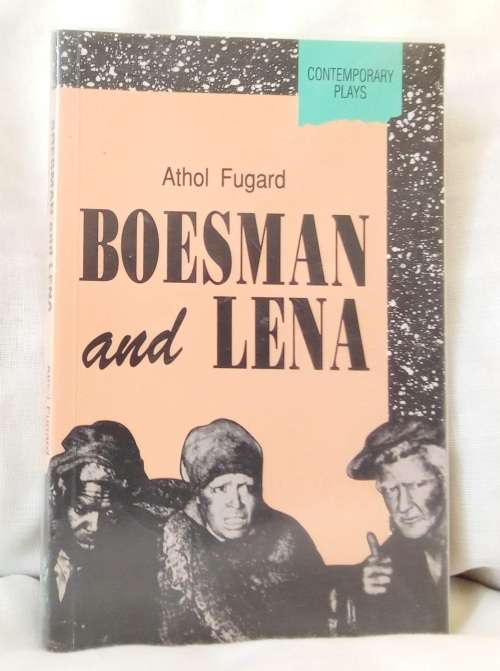 CONTEMPORARY
PLAYS
Athol Fugard
BOESMAN
and LENA
BOESMAN and LENA
Athol Fugard